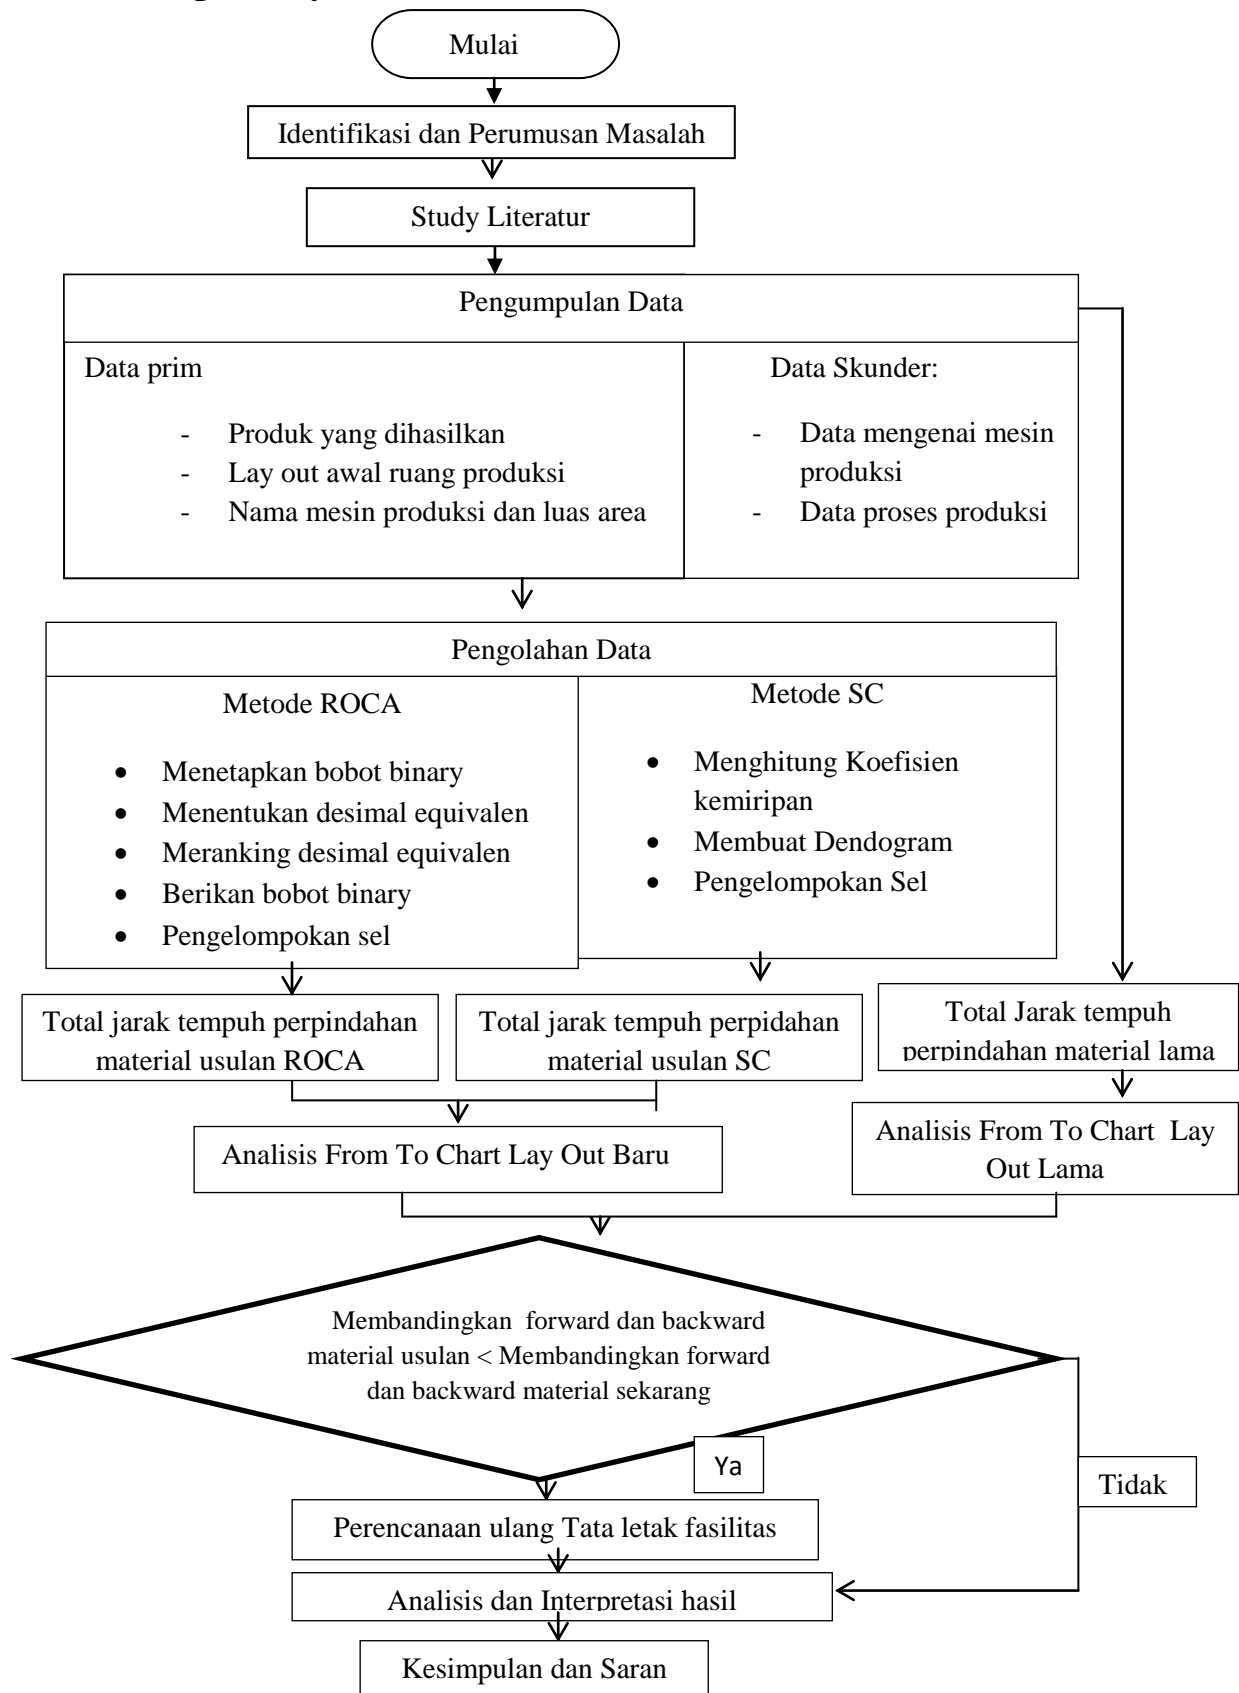 Mulai
Identifikasi dan Perumusan Masalah
Study Literatur
Pengumpulan Data
Data prim
- Produk yang dihasilkan
- Lay out awal ruang produksi
- Nama mesin produksi dan luas area
Data Skunder:
- Data mengenai mesin
produksi
- Data proses produksi
Pengolahan Data
Metode ROCA
• Menetapkan bobot binary
• Menentukan desimal equivalen
• Meranking desimal equivalen
• Berikan bobot binary
• Pengelompokan sel
Metode SC
• Menghitung Koefisien
kemiripan
• Membuat Dendogram
• Pengelompokan Sel
Total jarak tempuh perpindahan
material usulan ROCA
Total jarak tempuh perpidahan
material usulan SC
Total Jarak tempuh
perpindahan material lama
Analisis From To Chart Lay Out Baru
Analisis From To Chart Lay
Out Lama
Membandingkan forward dan backward
material usulan < Membandingkan forward
dan backward material sekarang
Ya
Tidak
Perencanaan ulang Tata letak fasilitas
Analisis dan Interpretasi hasil
Kesimpulan dan Saran